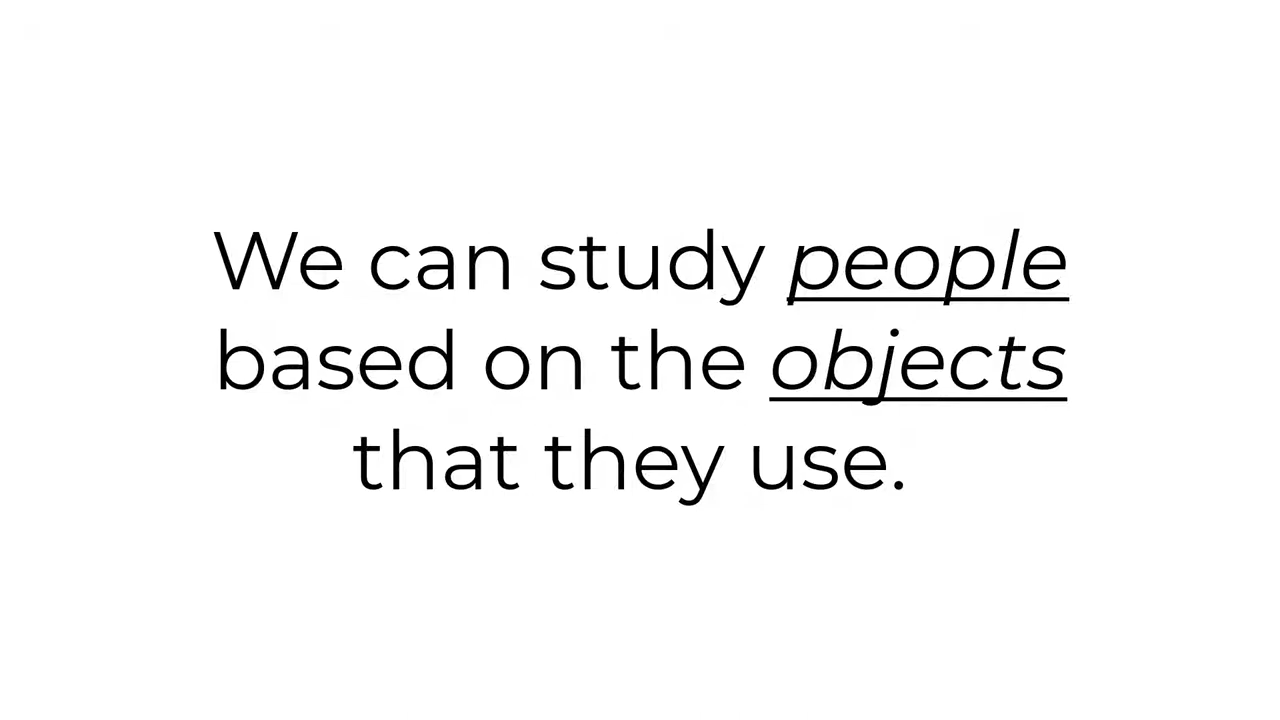 We can study people
based on the objects
that they use.